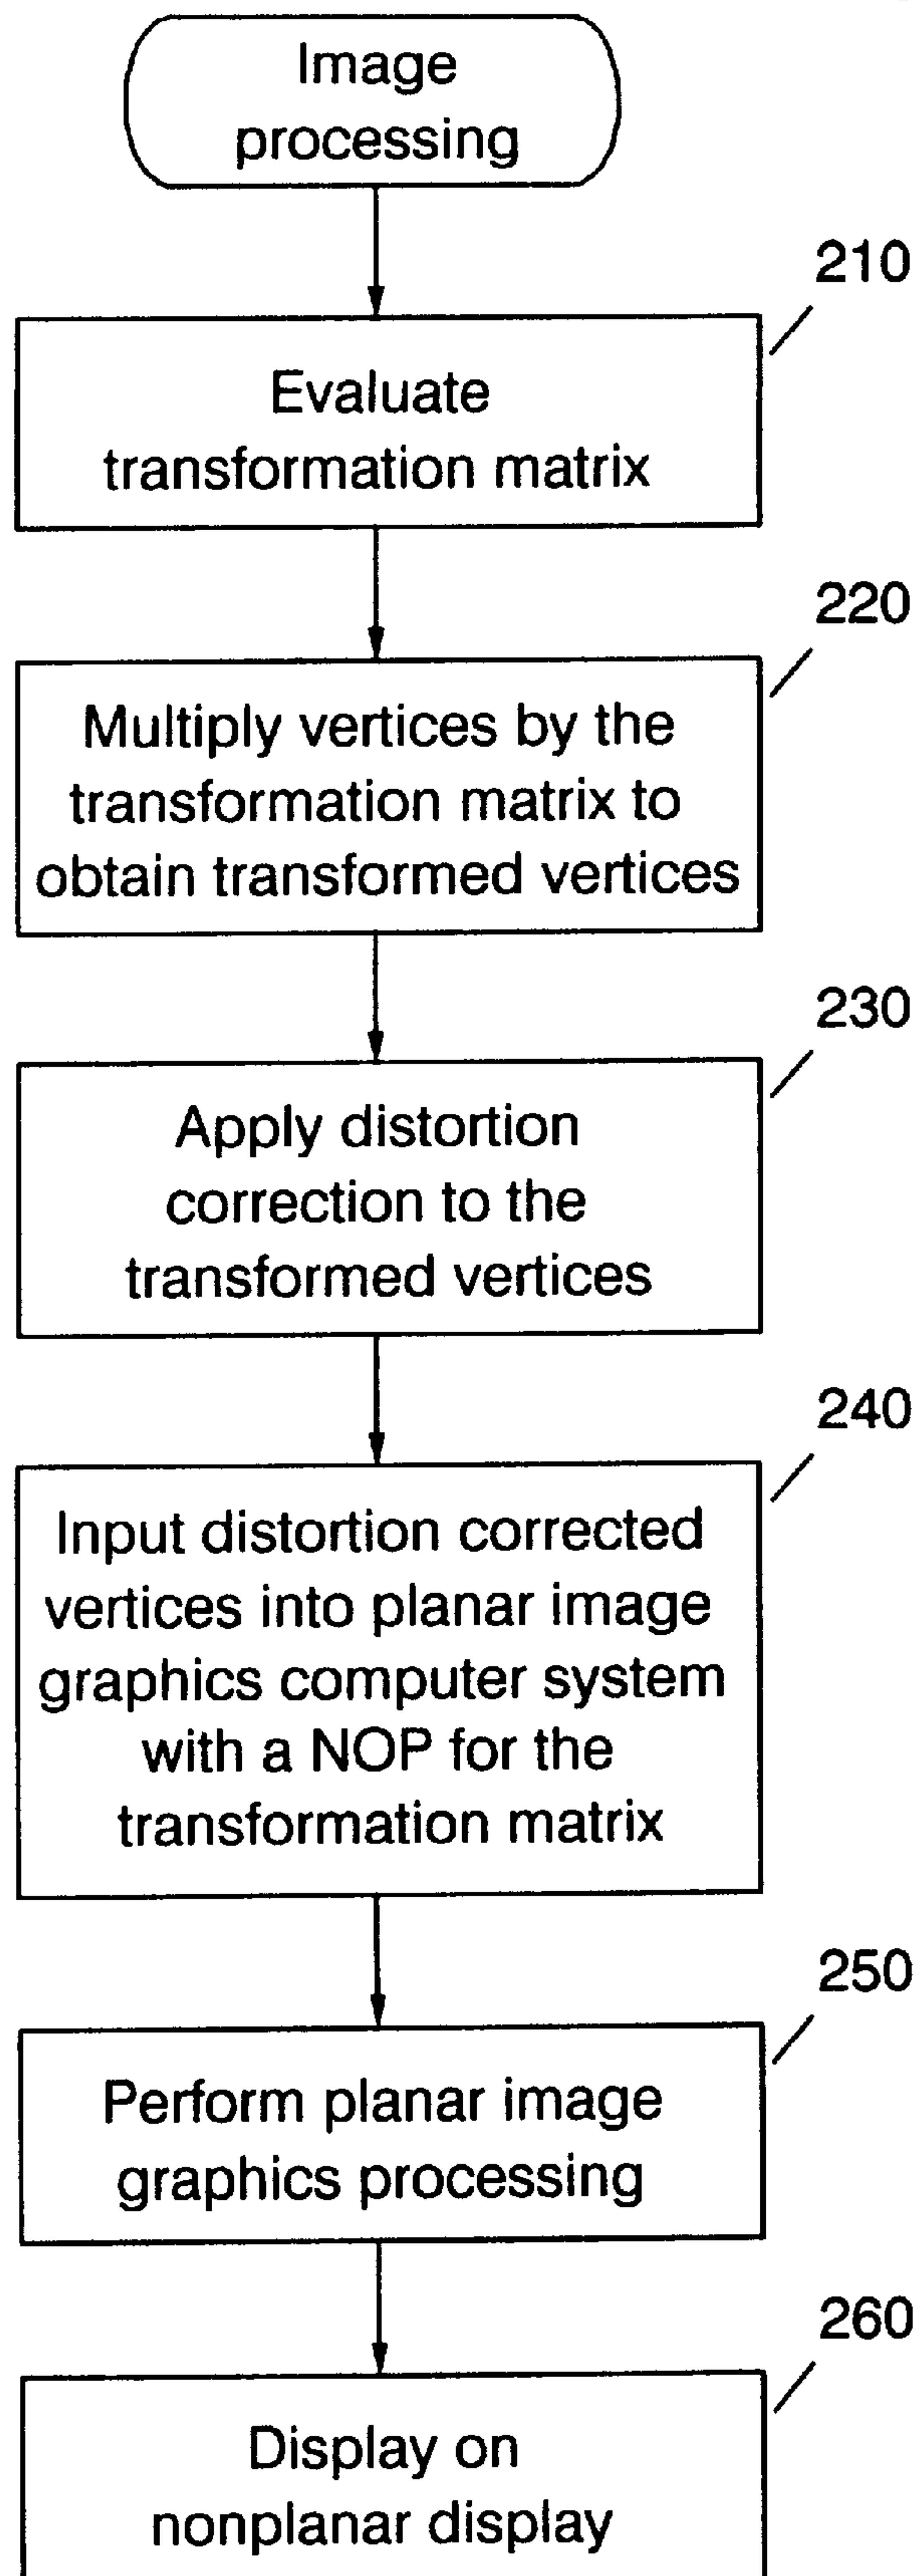 Image
processing
210
Evaluate
transformation matrix
220
Multiply vertices by the
transformation matrix to
obtain transformed vertices
230
Apply distortion
correction to the
transformed vertices
240
Input distortion corrected
vertices into planar image
graphics computer system
with a NOP for the
transformation matrix
250
Perform planar image
graphics processing
260
Display on
nonplanar display